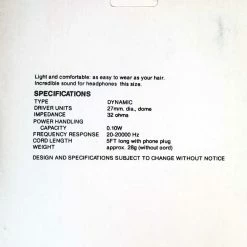 Light and comfortable: as easy to wear as your hair.
Incredible sound for headphones this size.
SPECIFICATIONS
TYPE DYNAMIC
DRIVER UNITS 27mm. dia., dome
IMPEDANCE 32 ohms
POWER HANDLING
CAPACITY 0.10W
FREQUENCY RESPONSE 20-20000 Hz
CORD LENGTH 5FT long with phone plug
WEIGHT approx. 28g (without cord)
DESIGN AND SPECIFICATIONS SUBJECT TO CHANGE WITHOUT NOTICE